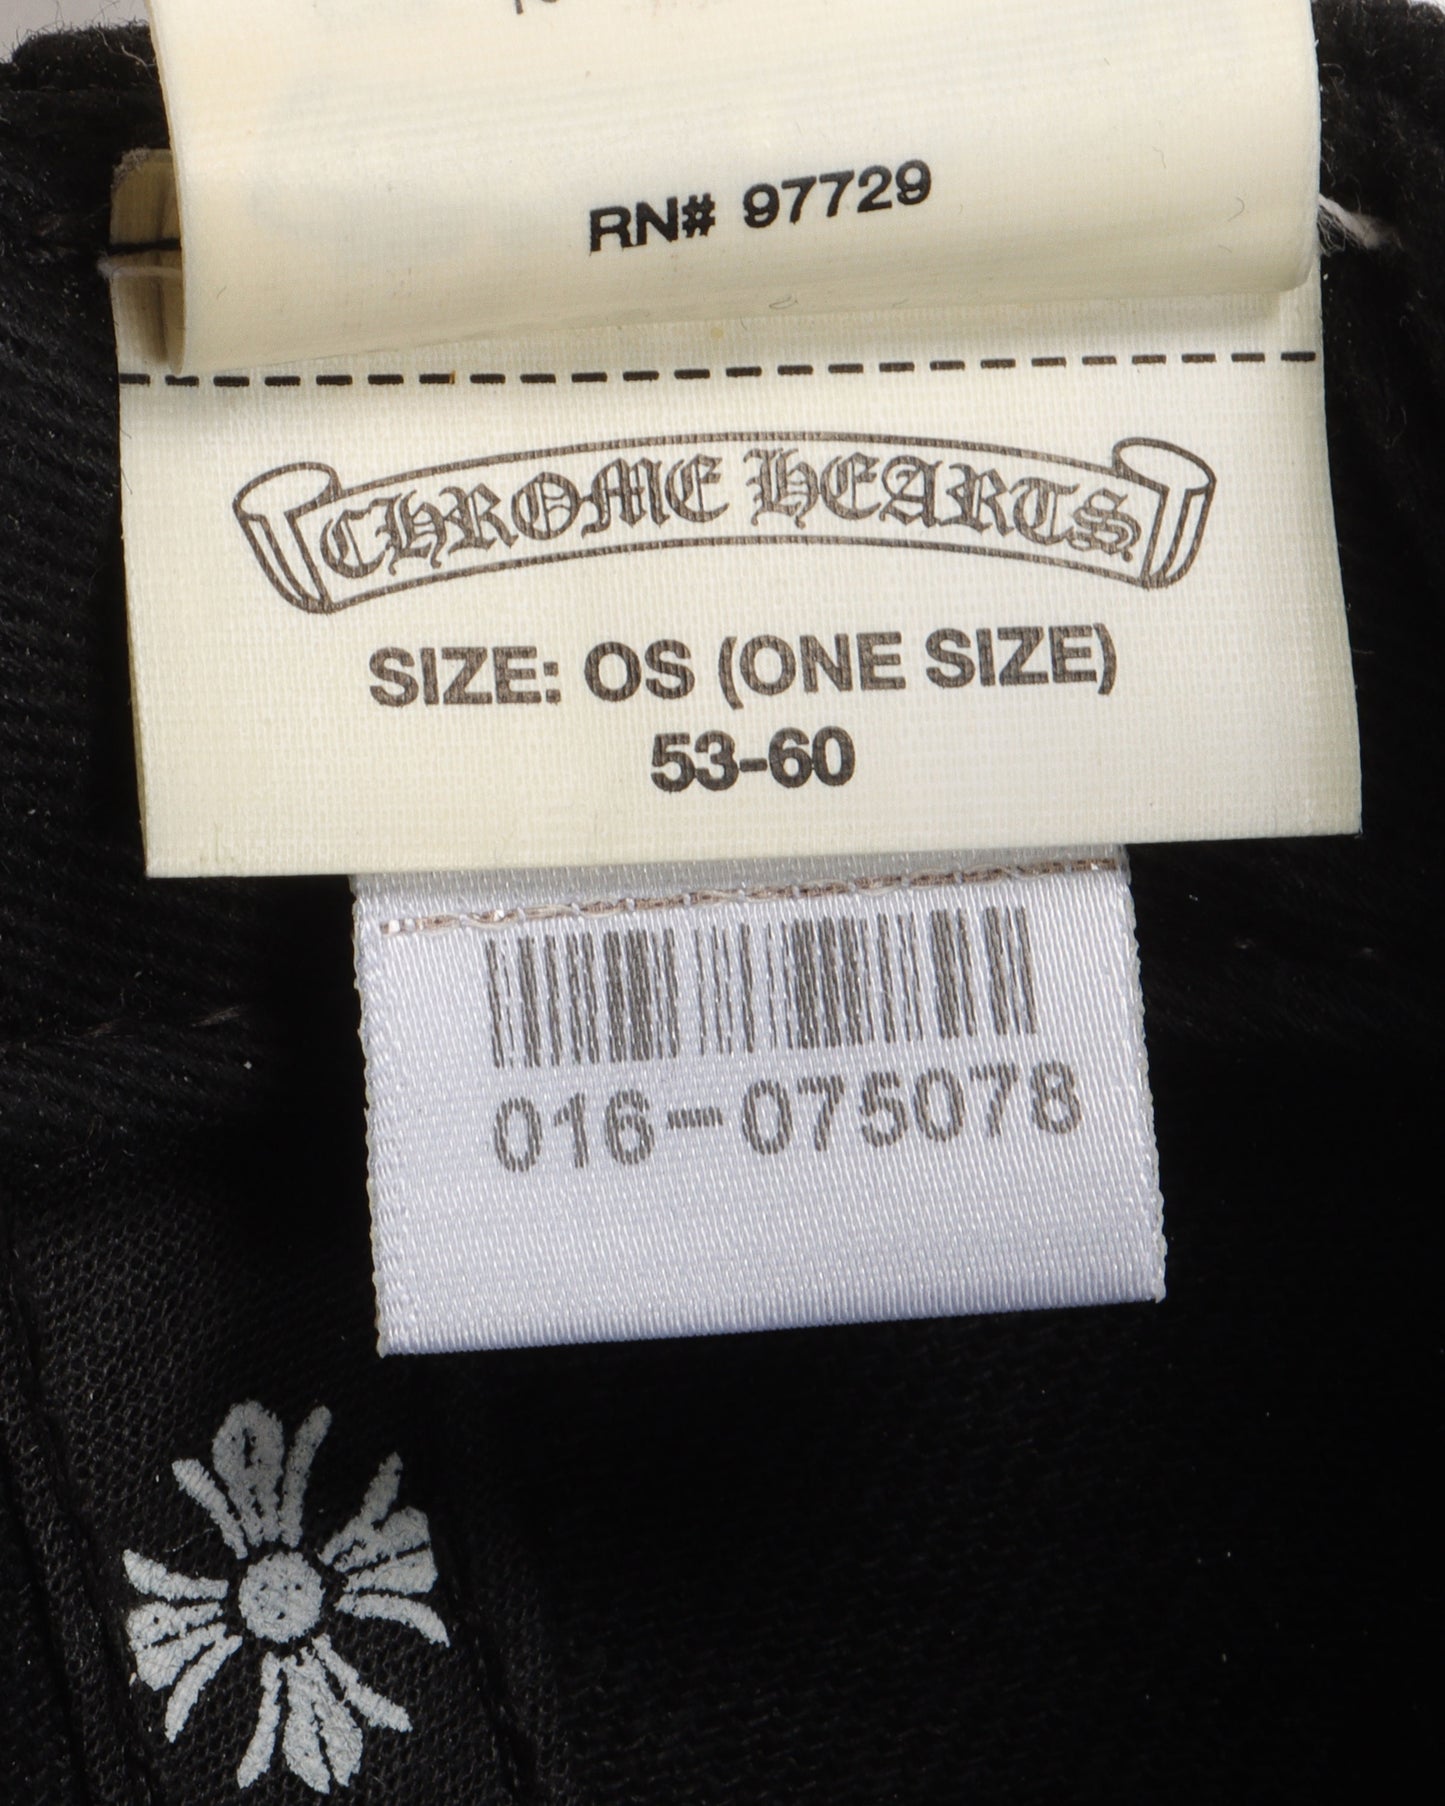 RN# 97729
CHROME HEARTS
SIZE: OS (ONE SIZE)
53-60
016-075078